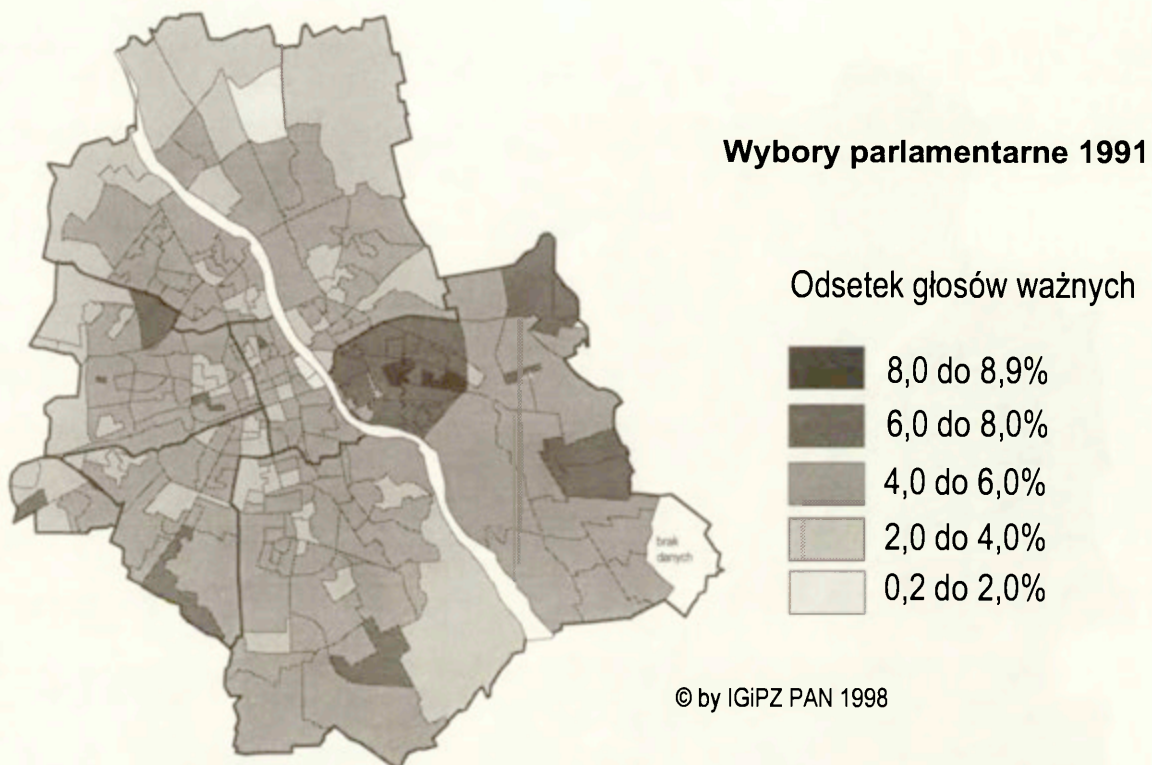 Wybory parlamentarne 1991
Odsetek głosów ważnych
8,0 do 8,9%
6,0 do 8,0%
4,0 do 6,0%
2,0 do 4,0%
0,2 do 2,0%
brak
danych
© by IGiPZ PAN 1998